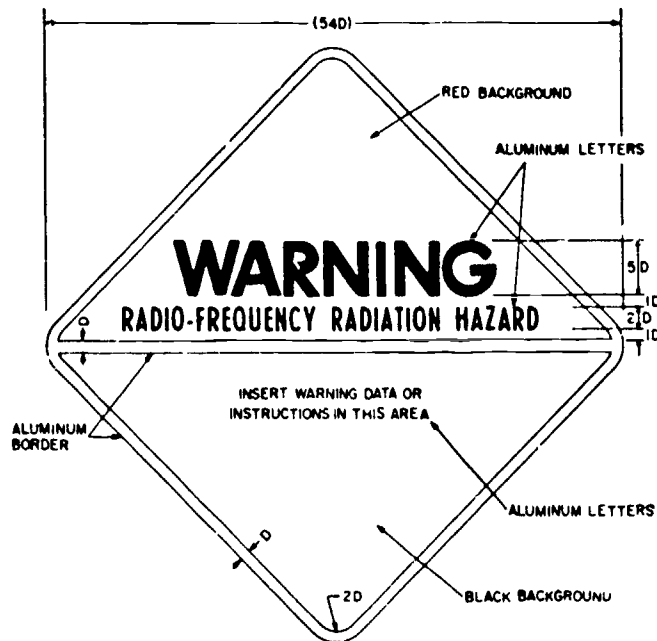 (54D)
RED BACKGROUND
ALUMINUM LETTERS
WARNING
5D
1D
RADIO-FREQUENCY RADIATION HAZARD
2D
D
1D
INSERT WARNING DATA OR
INSTRUCTIONS IN THIS AREA
ALUMINUM
BORDER
ALUMINUM LETTERS
D
2D
BLACK BACKGROUND